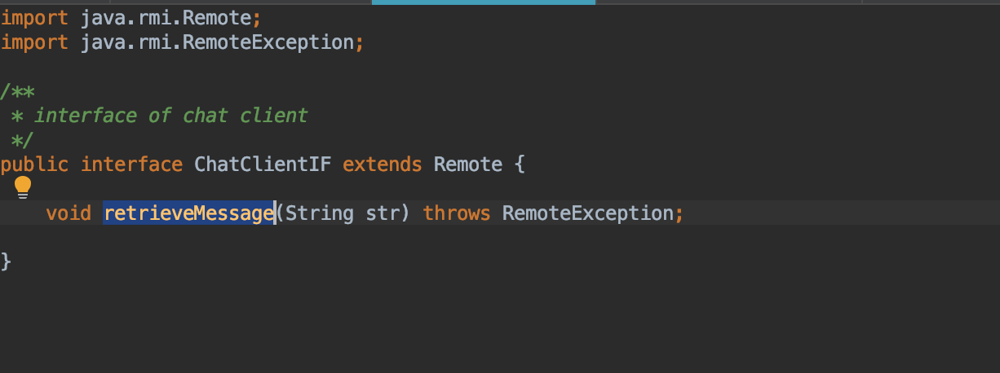 import java.rmi.Remote;
import java.rmi.RemoteException;
/**
 * interface of chat client
 */
public interface ChatClientIF extends Remote {
    void retrieveMessage(String str) throws RemoteException;
}